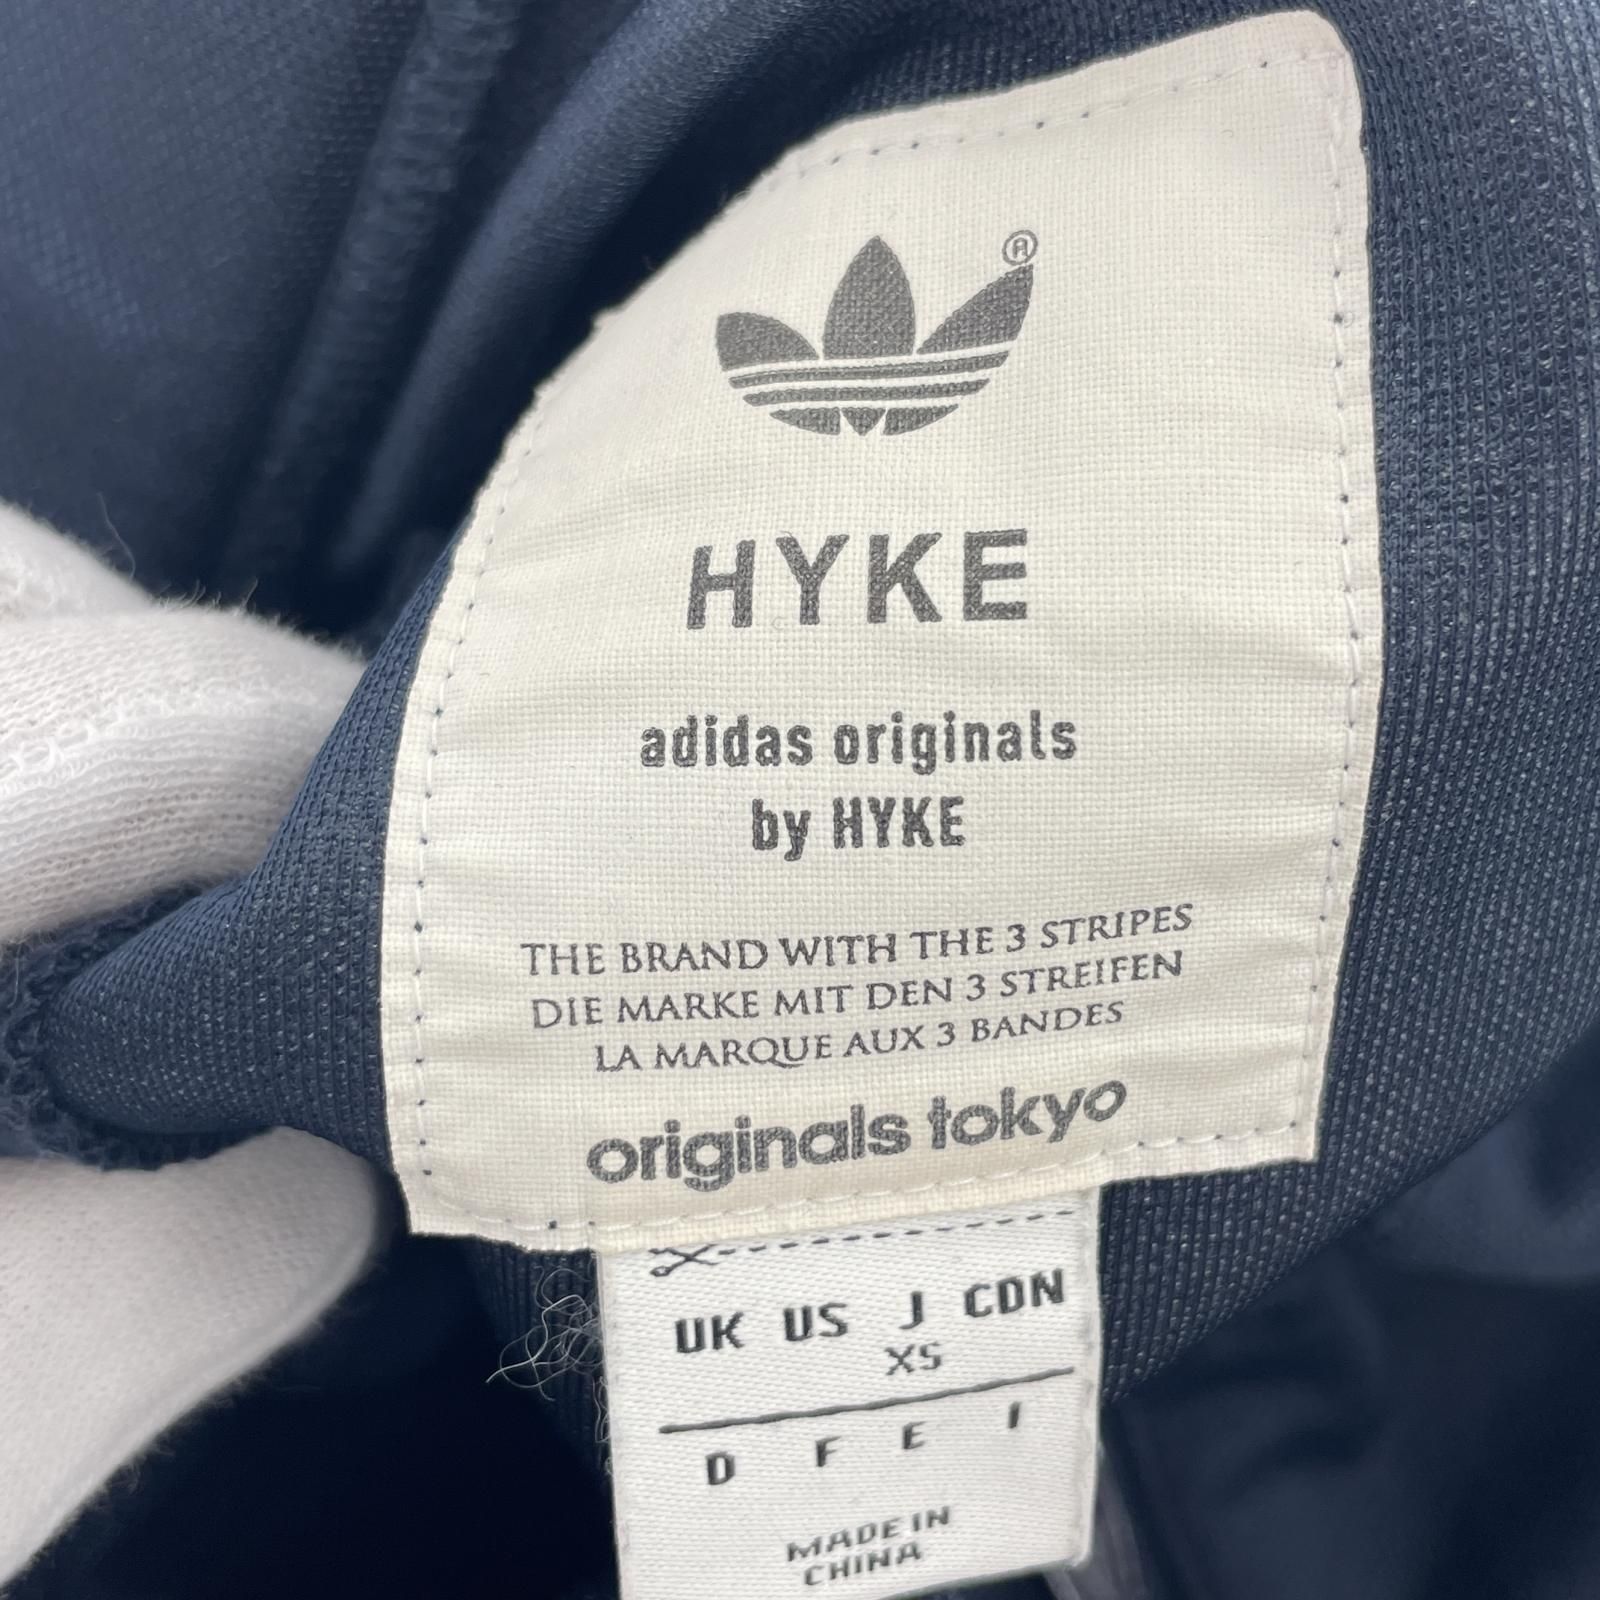 ®
HYKE
adidas originals
by HYKE
THE BRAND WITH THE 3 STRIPES
DIE MARKE MIT DEN 3 STREIFEN
LA MARQUE AUX 3 BANDES
originals tokyo
UK US J CDN
XS
D F E I
MADE IN
CHINA